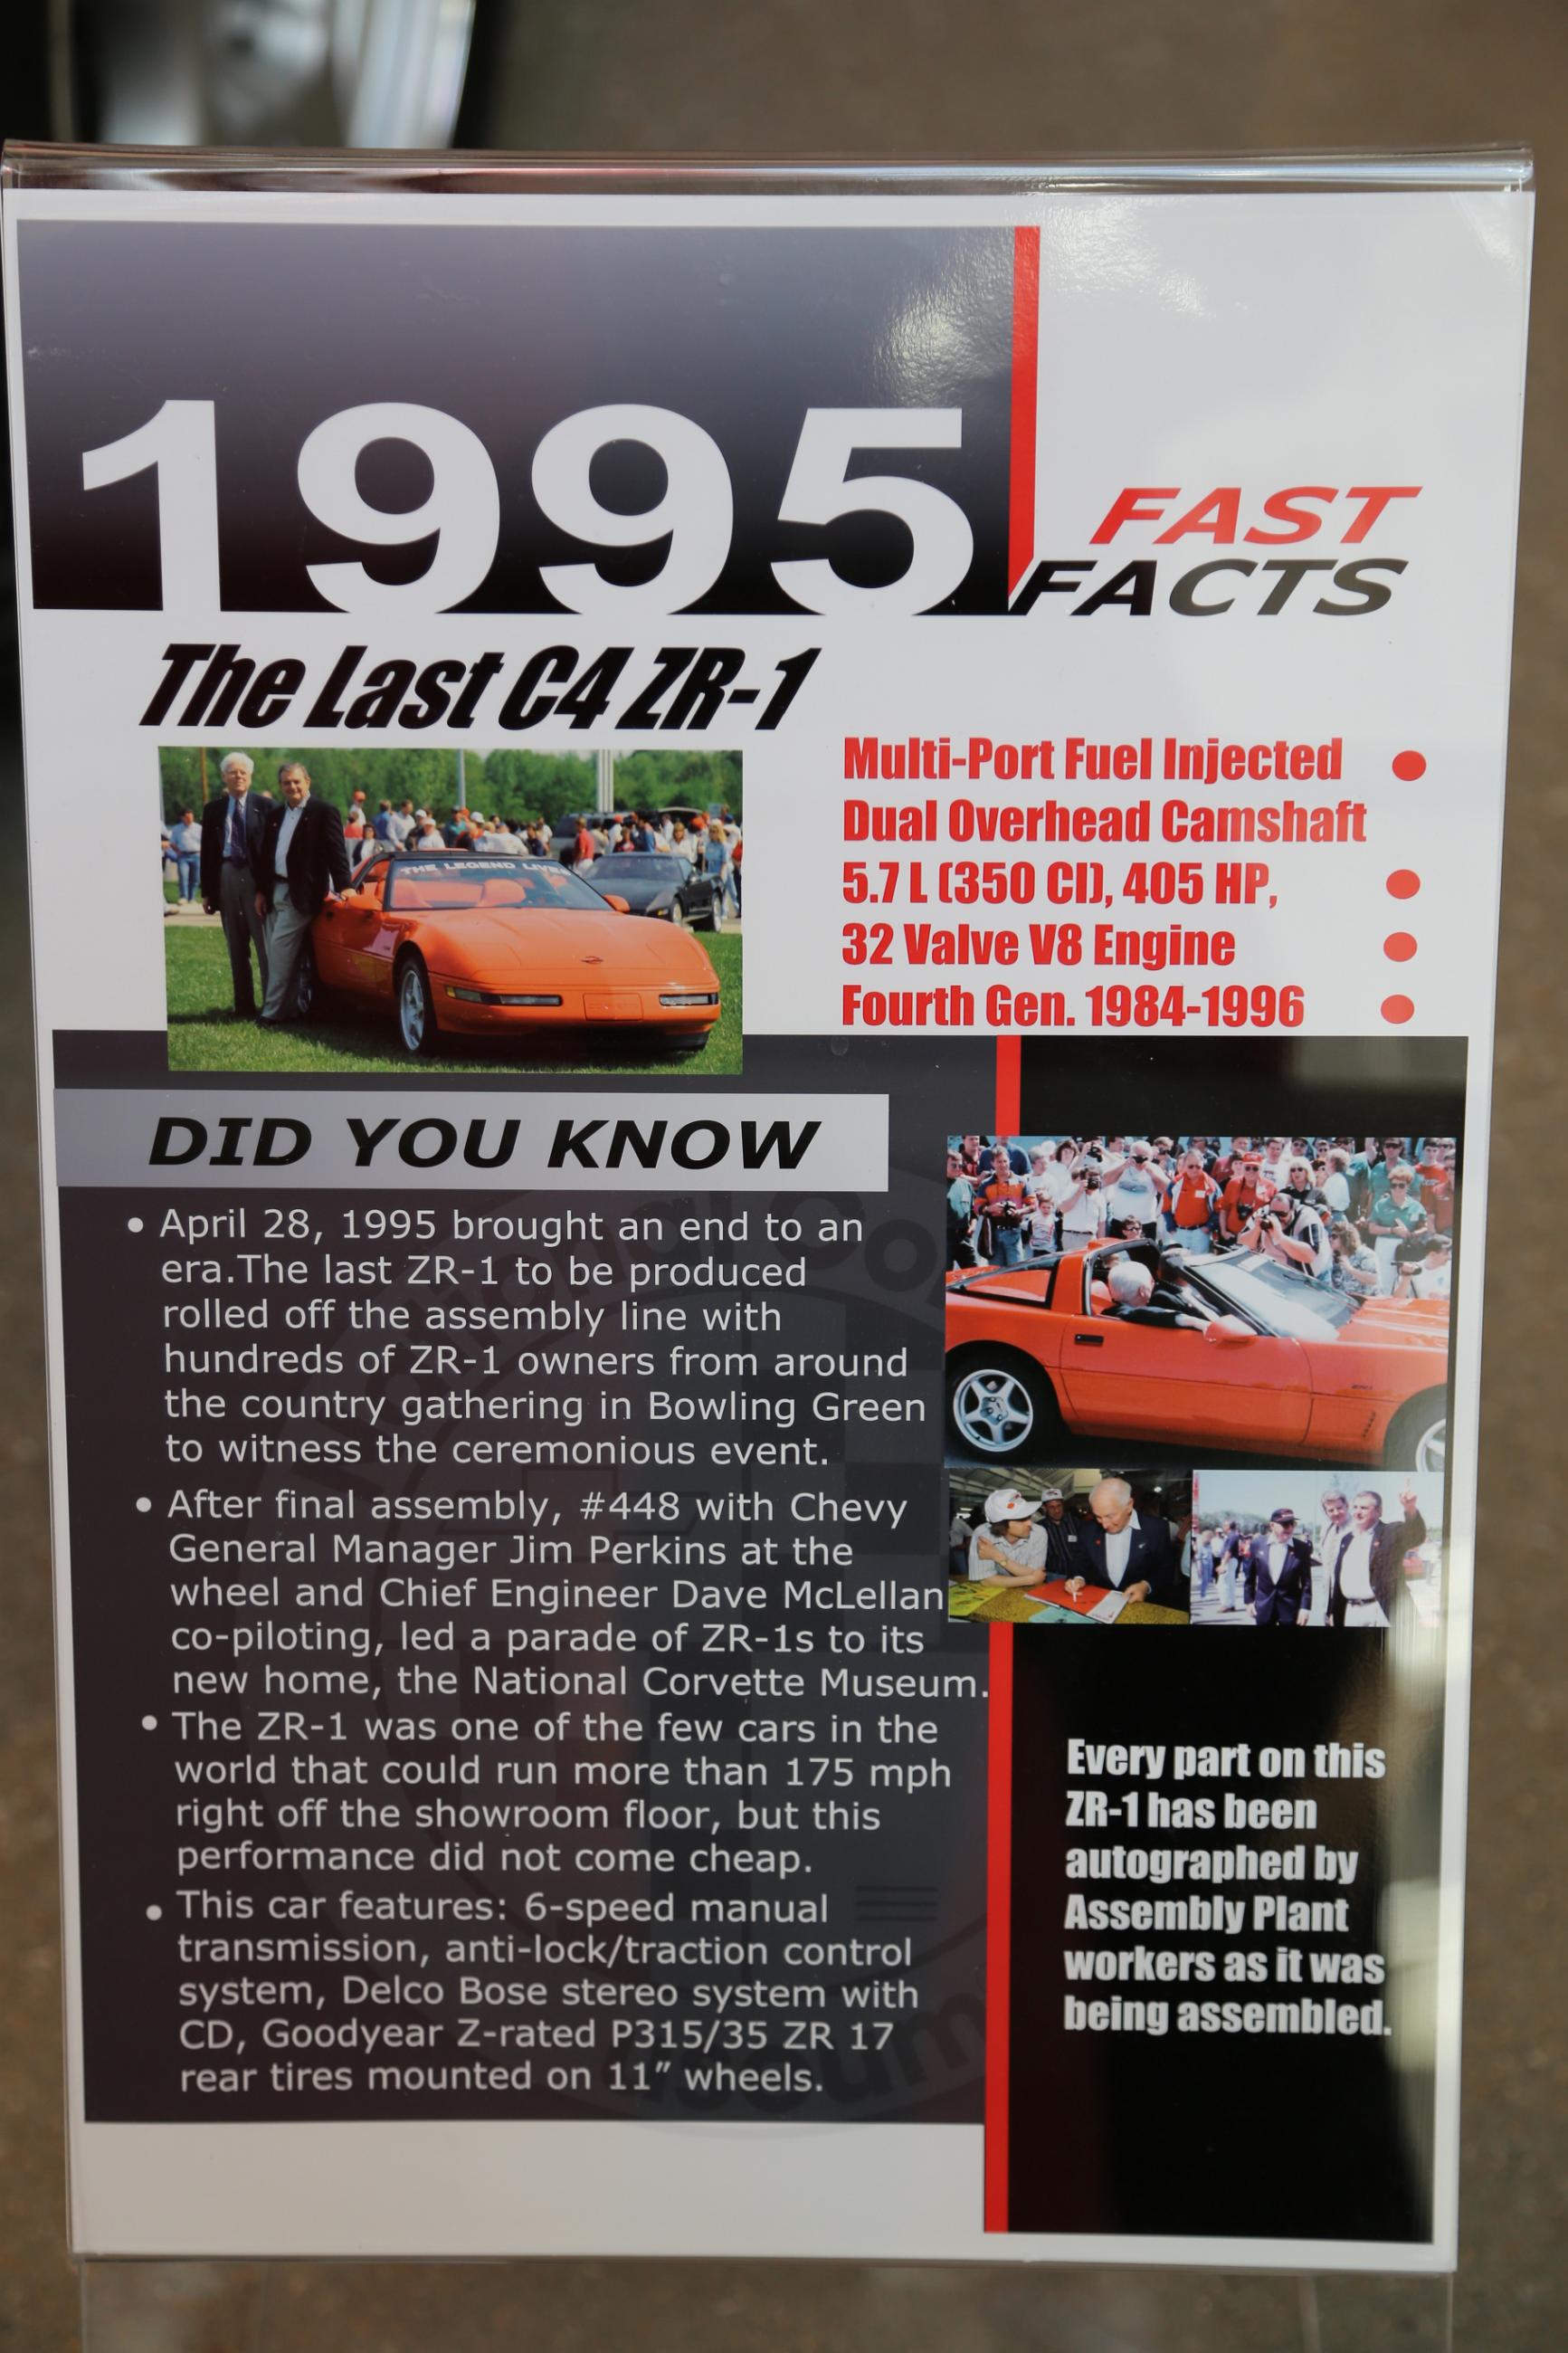 1995
FAST
FACTS
The Last C4 ZR-1
THE LEGEND LIVES
Multi-Port Fuel Injected
Dual Overhead Camshaft
5.7 L (350 CI), 405 HP,
32 Valve V8 Engine
Fourth Gen. 1984-1996
DID YOU KNOW
• April 28, 1995 brought an end to an
era.The last ZR-1 to be produced
rolled off the assembly line with
hundreds of ZR-1 owners from around
the country gathering in Bowling Green
to witness the ceremonious event.
• After final assembly, #448 with Chevy
General Manager Jim Perkins at the
wheel and Chief Engineer Dave McLellan
co-piloting, led a parade of ZR-1s to its
new home, the National Corvette Museum.
• The ZR-1 was one of the few cars in the
world that could run more than 175 mph
right off the showroom floor, but this
performance did not come cheap.
• This car features: 6-speed manual
transmission, anti-lock/traction control
system, Delco Bose stereo system with
CD, Goodyear Z-rated P315/35 ZR 17
rear tires mounted on 11” wheels.
Every part on this
ZR-1 has been
autographed by
Assembly Plant
workers as it was
being assembled.